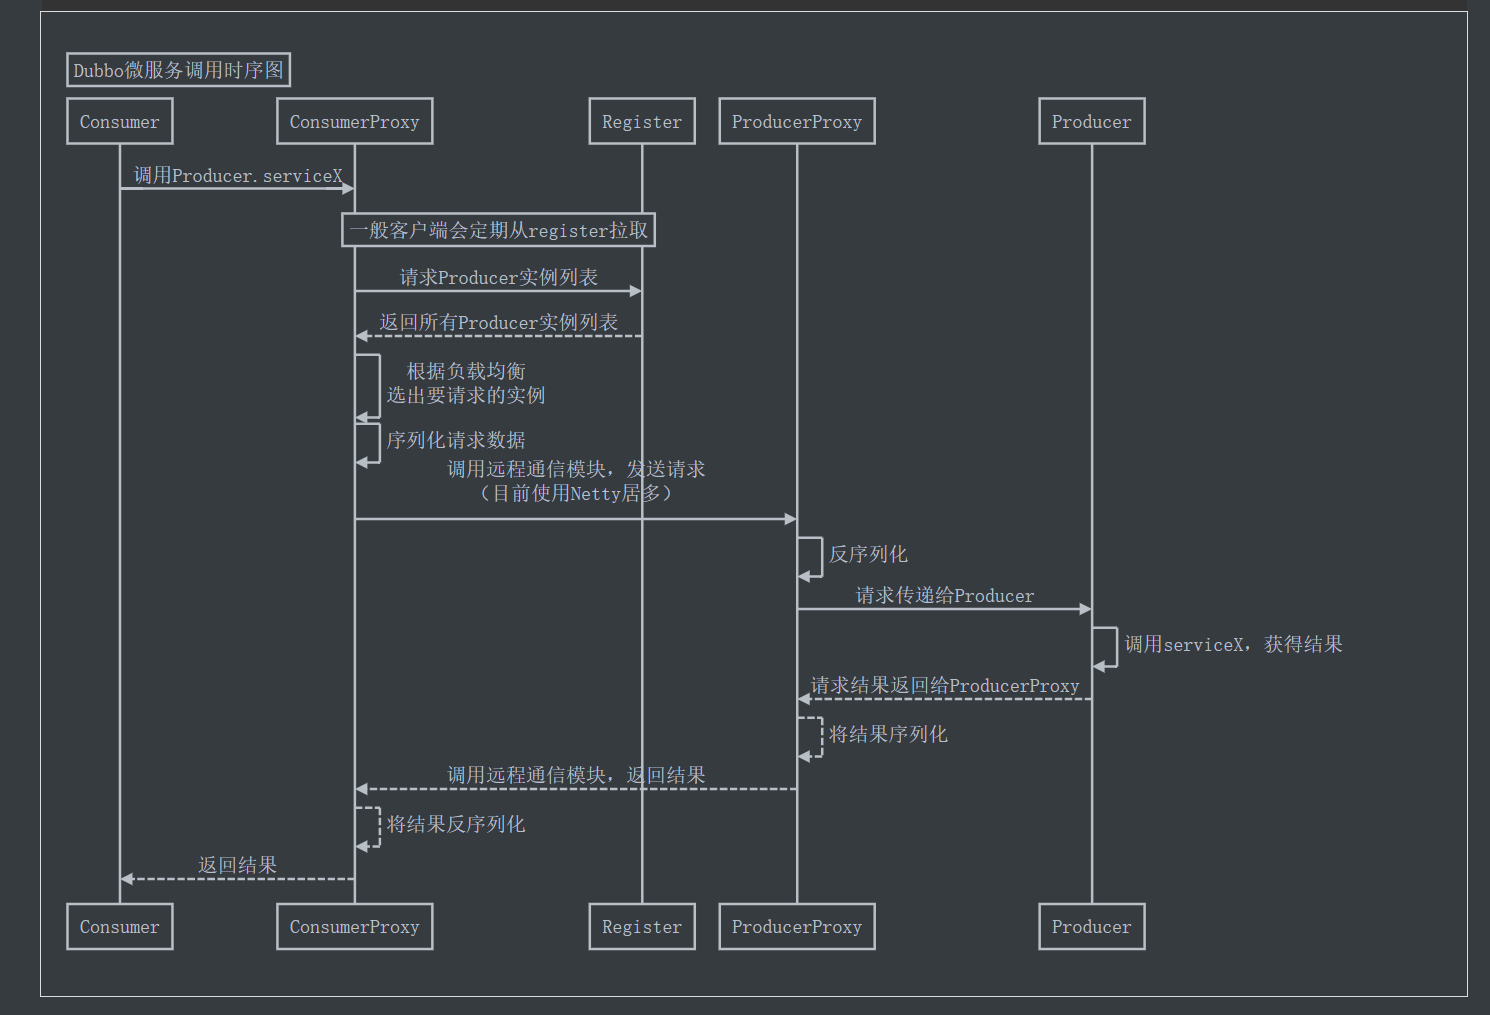 Dubbo微服务调用时序图
Consumer
ConsumerProxy
Register
ProducerProxy
Producer
调用Producer.serviceX
一般客户端会定期从register拉取
请求Producer实例列表
返回所有Producer实例列表
根据负载均衡
选出要请求的实例
序列化请求数据
调用远程通信模块，发送请求
（目前使用Netty居多）
反序列化
请求传递给Producer
调用serviceX，获得结果
请求结果返回给ProducerProxy
将结果序列化
调用远程通信模块，返回结果
将结果反序列化
返回结果
Consumer
ConsumerProxy
Register
ProducerProxy
Producer